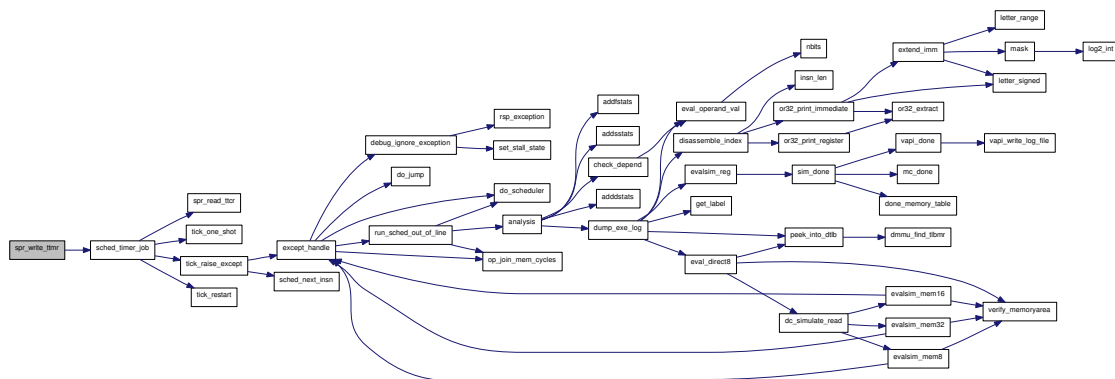 spr_write_ttmr
sched_timer_job
spr_read_ttcr
tick_one_shot
tick_raise_except
tick_restart
except_handle
sched_next_insn
debug_ignore_exception
do_jump
run_sched_out_of_line
rsp_exception
set_stall_state
do_scheduler
analysis
op_join_mem_cycles
addfstats
addsstats
check_depend
adddstats
dump_exe_log
eval_operand_val
disassemble_index
evalsim_reg
get_label
eval_direct8
nbits
insn_len
or32_print_immediate
or32_print_register
sim_done
peek_into_dtlb
dc_simulate_read
extend_imm
or32_extract
vapi_done
mc_done
done_memory_table
dmmu_find_tlbmr
evalsim_mem16
evalsim_mem32
evalsim_mem8
letter_range
mask
letter_signed
vapi_write_log_file
verify_memoryarea
log2_int